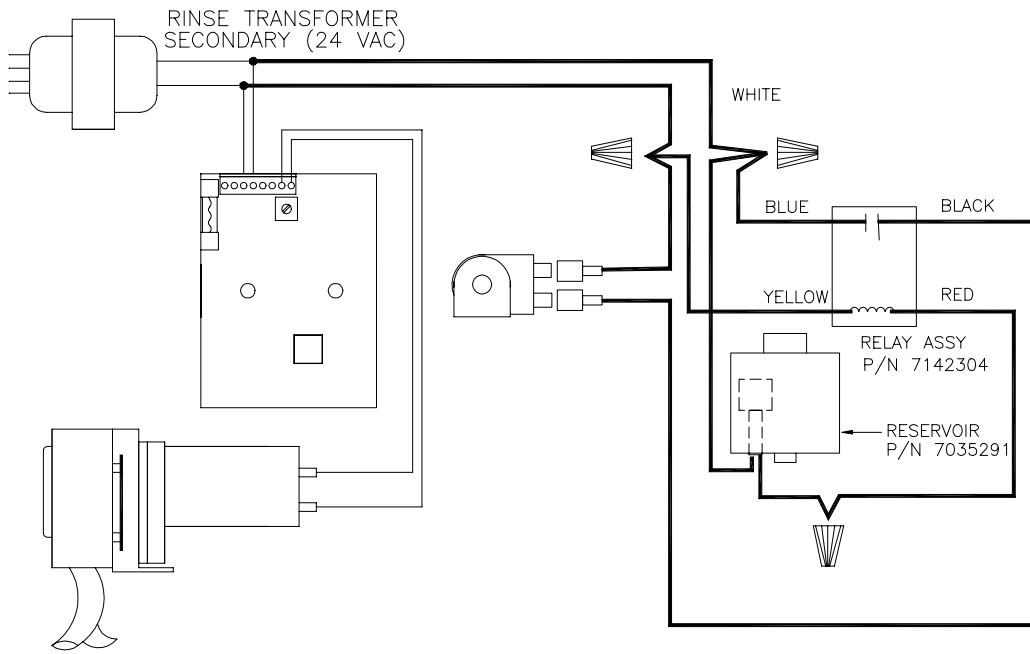 RINSE TRANSFORMER
SECONDARY (24 VAC)
WHITE
BLUE
BLACK
YELLOW
RED
RELAY ASSY
P/N 7142304
RESERVOIR
P/N 7035291